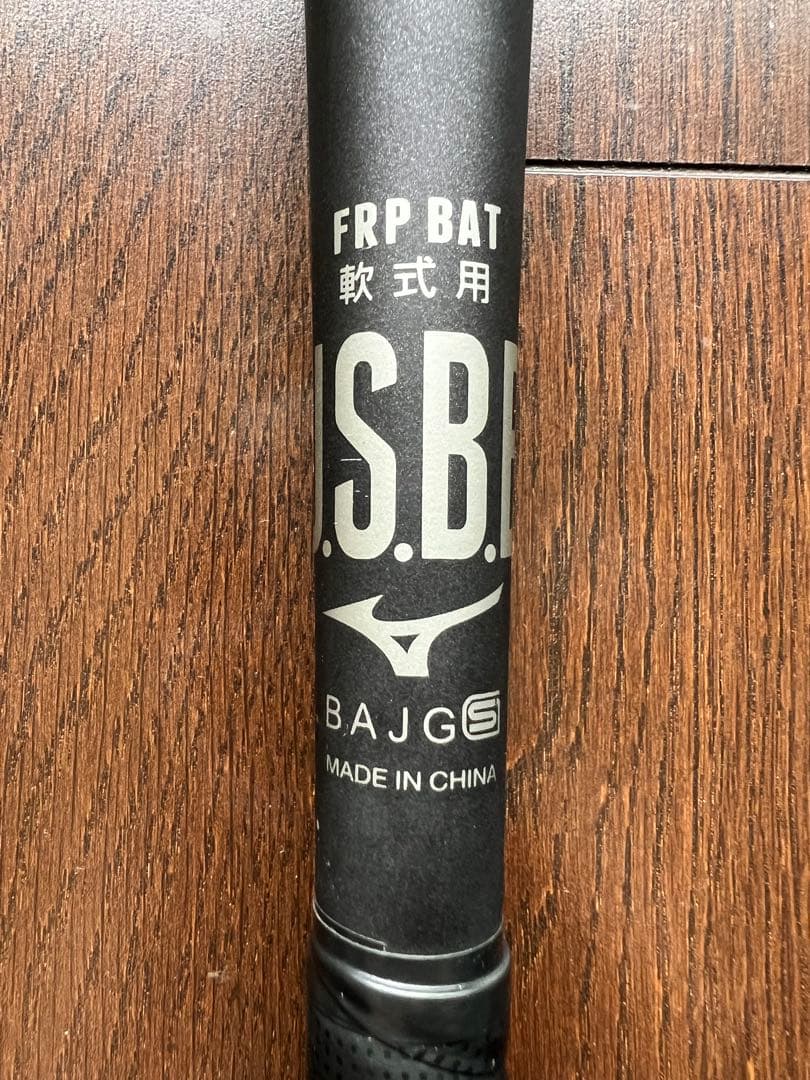 FRP BAT
軟式用
J.S.B.B
BAJG S
MADE IN CHINA